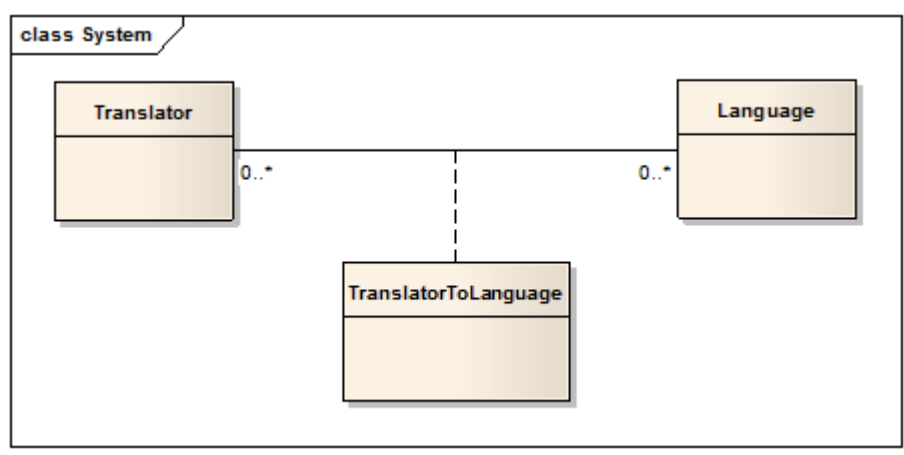 class System
Translator
Language
0..*
0..*
TranslatorToLanguage